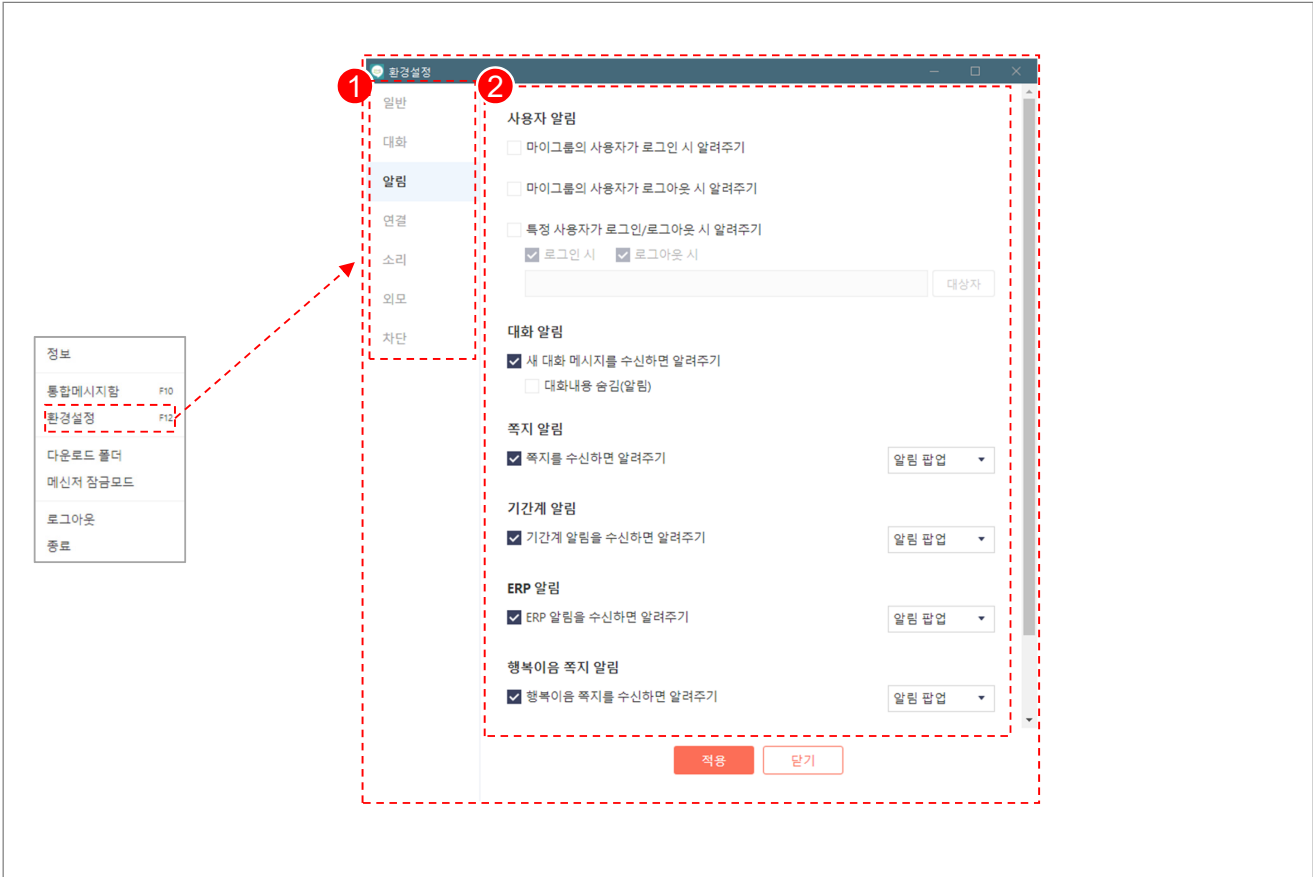 정보
통합메시지함 F10
환경설정 F12
다운로드 폴더
메신저 잠금모드
로그아웃
종료
환경설정
1
일반
대화
알림
연결
소리
외모
차단
2
사용자 알림
마이그룹의 사용자가 로그인 시 알려주기
마이그룹의 사용자가 로그아웃 시 알려주기
특정 사용자가 로그인/로그아웃 시 알려주기
로그인 시 로그아웃 시
대상자
대화 알림
새 대화 메시지를 수신하면 알려주기
대화내용 숨김(알림)
쪽지 알림
쪽지를 수신하면 알려주기 알림 팝업
기간계 알림
기간계 알림을 수신하면 알려주기 알림 팝업
ERP 알림
ERP 알림을 수신하면 알려주기 알림 팝업
행복이음 쪽지 알림
행복이음 쪽지를 수신하면 알려주기 알림 팝업
적용 닫기